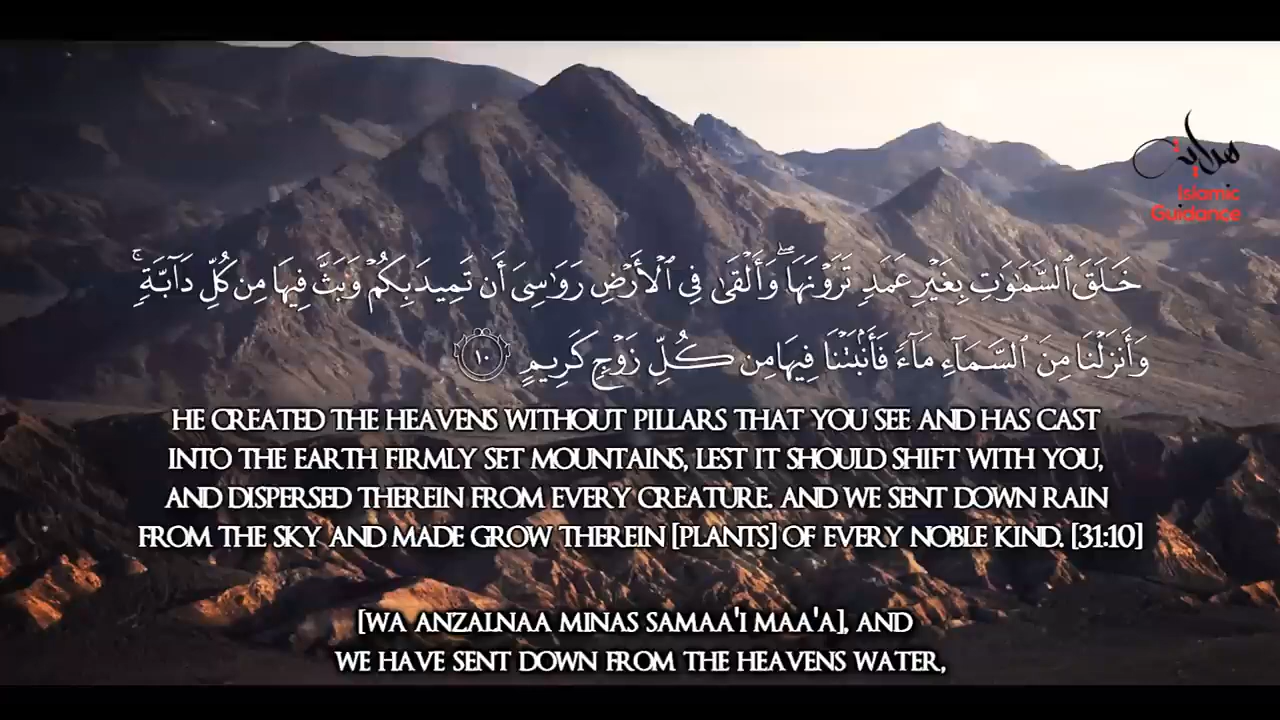 هداية
Islamic
Guidance
خَلَقَ ٱلسَّمَٰوَٰتِ بِغَيْرِ عَمَدٍ تَرَوْنَهَا ۖ وَأَلْقَىٰ فِى ٱلْأَرْضِ رَوَٰسِىَ أَن تَمِيدَ بِكُمْ وَبَثَّ فِيهَا مِن كُلِّ دَآبَّةٍ ۚ
وَأَنزَلْنَا مِنَ ٱلسَّمَآءِ مَآءً فَأَنۢبَتْنَا فِيهَا مِن كُلِّ زَوْجٍ كَرِيمٍ ١٠
HE CREATED THE HEAVENS WITHOUT PILLARS THAT YOU SEE AND HAS CAST
INTO THE EARTH FIRMLY SET MOUNTAINS, LEST IT SHOULD SHIFT WITH YOU,
AND DISPERSED THEREIN FROM EVERY CREATURE. AND WE SENT DOWN RAIN
FROM THE SKY AND MADE GROW THEREIN [PLANTS] OF EVERY NOBLE KIND. [31:10]
[WA ANZALNAA MINAS SAMAA'I MAA'A], AND
WE HAVE SENT DOWN FROM THE HEAVENS WATER,